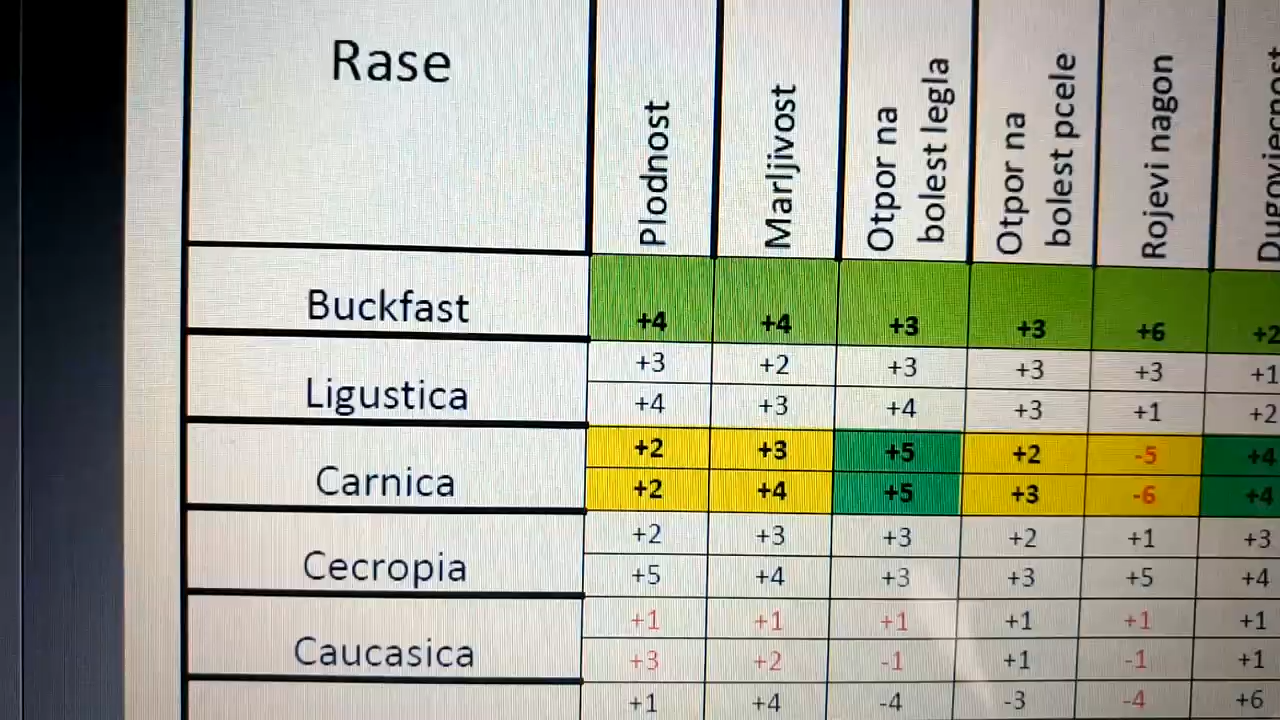 Rase
Plodnost
Marljivost
Otpor na
bolest legla
Otpor na
bolest pcele
Rojevi nagon
Dugovjecnost
Buckfast +4 +4 +3 +3 +6 +2
+3 +2 +3 +3 +3 +1
Ligustica
+4 +3 +4 +3 +1 +2
+2 +3 +5 +2 -5 +4
Carnica
+2 +4 +5 +3 -6 +4
+2 +3 +3 +2 +1 +3
Cecropia
+5 +4 +3 +3 +5 +4
+1 +1 +1 +1 +1 +1
Caucasica
+3 +2 -1 +1 -1 +1
+1 +4 -4 -3 -4 +6